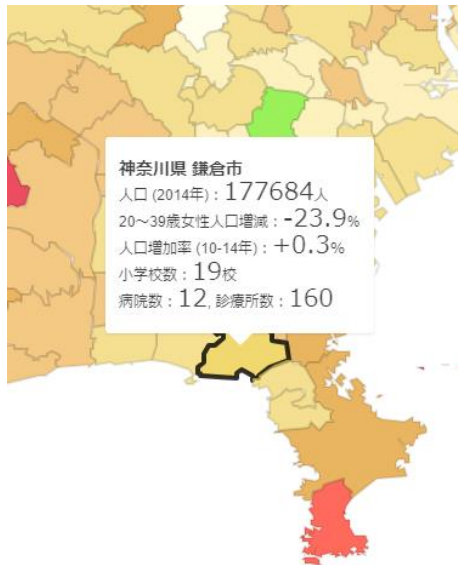 神奈川県 鎌倉市
人口 (2014年) : 177684人
20～39歳女性人口増減 : -23.9%
人口増加率 (10-14年) : +0.3%
小学校数 : 19校
病院数 : 12, 診療所数 : 160